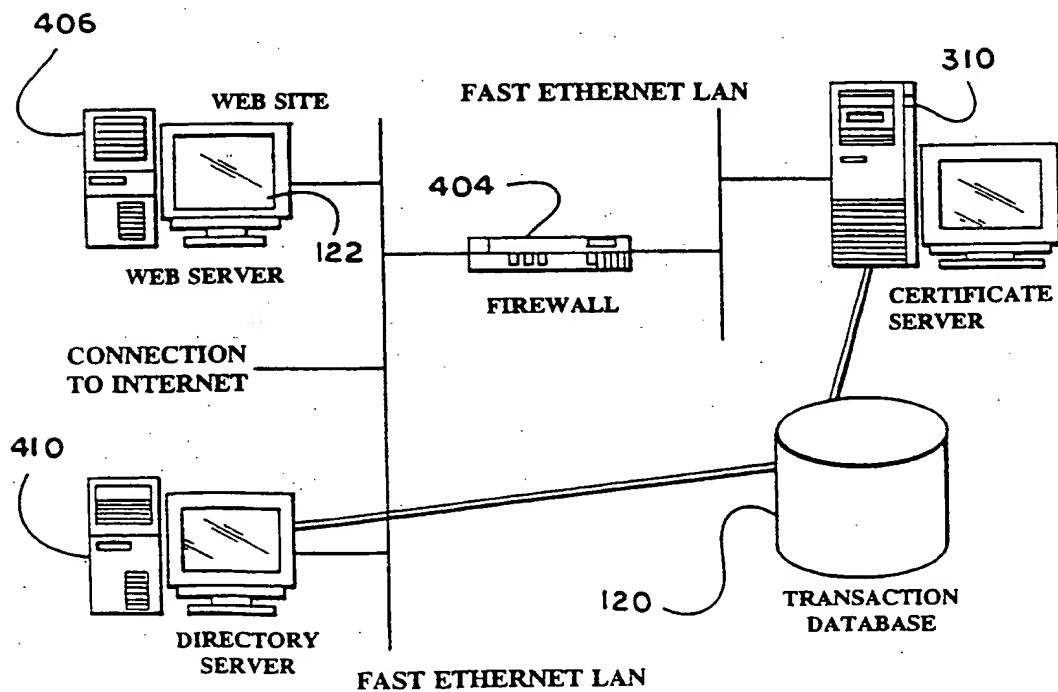 406
WEB SITE
FAST ETHERNET LAN
310
404
122
WEB SERVER
FIREWALL
CERTIFICATE
SERVER
CONNECTION
TO INTERNET
410
120
TRANSACTION
DATABASE
DIRECTORY
SERVER
FAST ETHERNET LAN